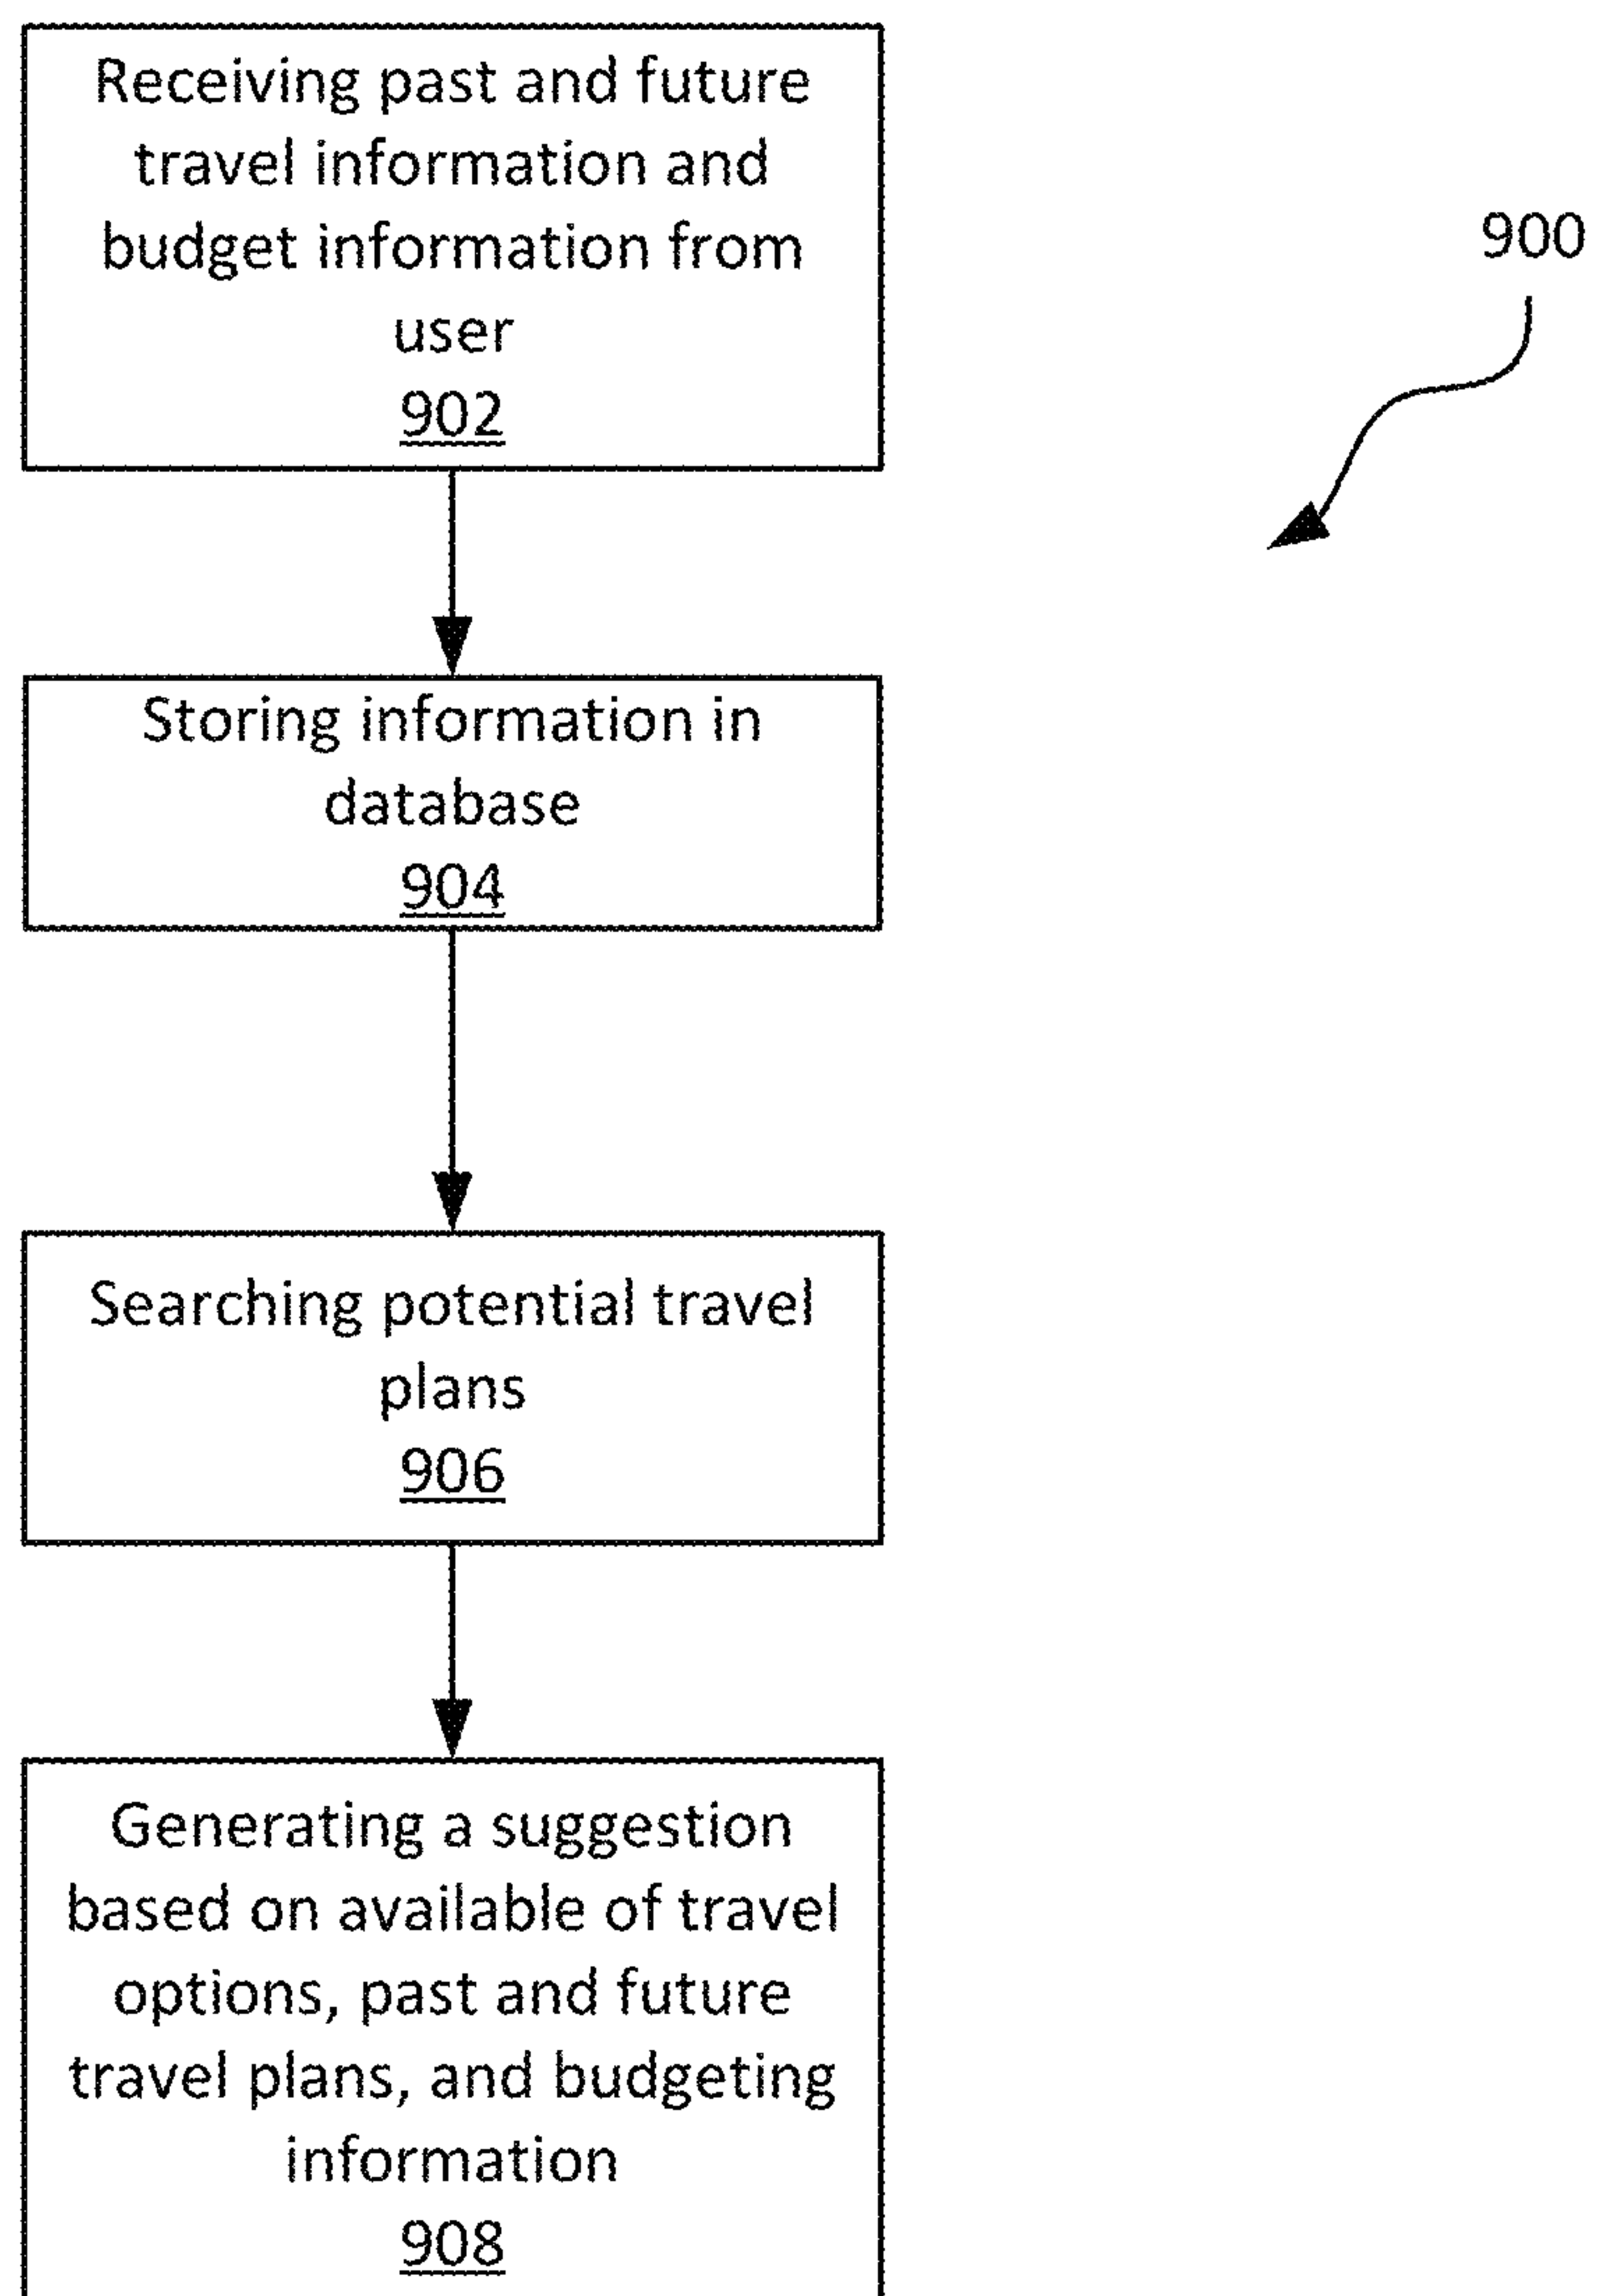 Receiving past and future
travel information and
budget information from
user
902
900
Storing information in
database
904
Searching potential travel
plans
906
Generating a suggestion
based on available of travel
options, past and future
travel plans, and budgeting
information
908